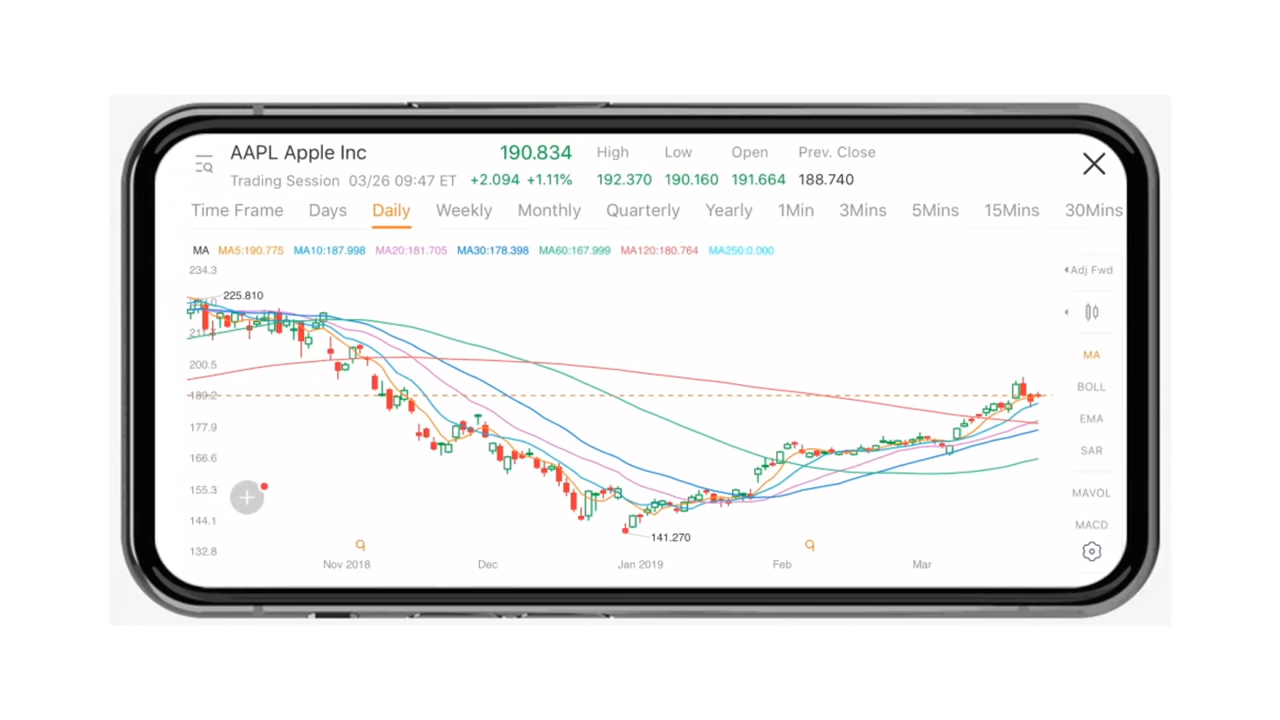 AAPL Apple Inc 190.834 High Low Open Prev. Close
Trading Session 03/26 09:47 ET +2.094 +1.11% 192.370 190.160 191.664 188.740
Time Frame Days Daily Weekly Monthly Quarterly Yearly 1Min 3Mins 5Mins 15Mins 30Mins
MA MA5:190.775 MA10:187.998 MA20:181.705 MA30:178.398 MA60:167.999 MA120:180.764 MA250:0.000
234.3
Adj Fwd
225.810
200.5
MA
BOLL
189.2
EMA
177.9
SAR
166.6
155.3
MAVOL
144.1
MACD
141.270
132.8
Nov 2018 Dec Jan 2019 Feb Mar